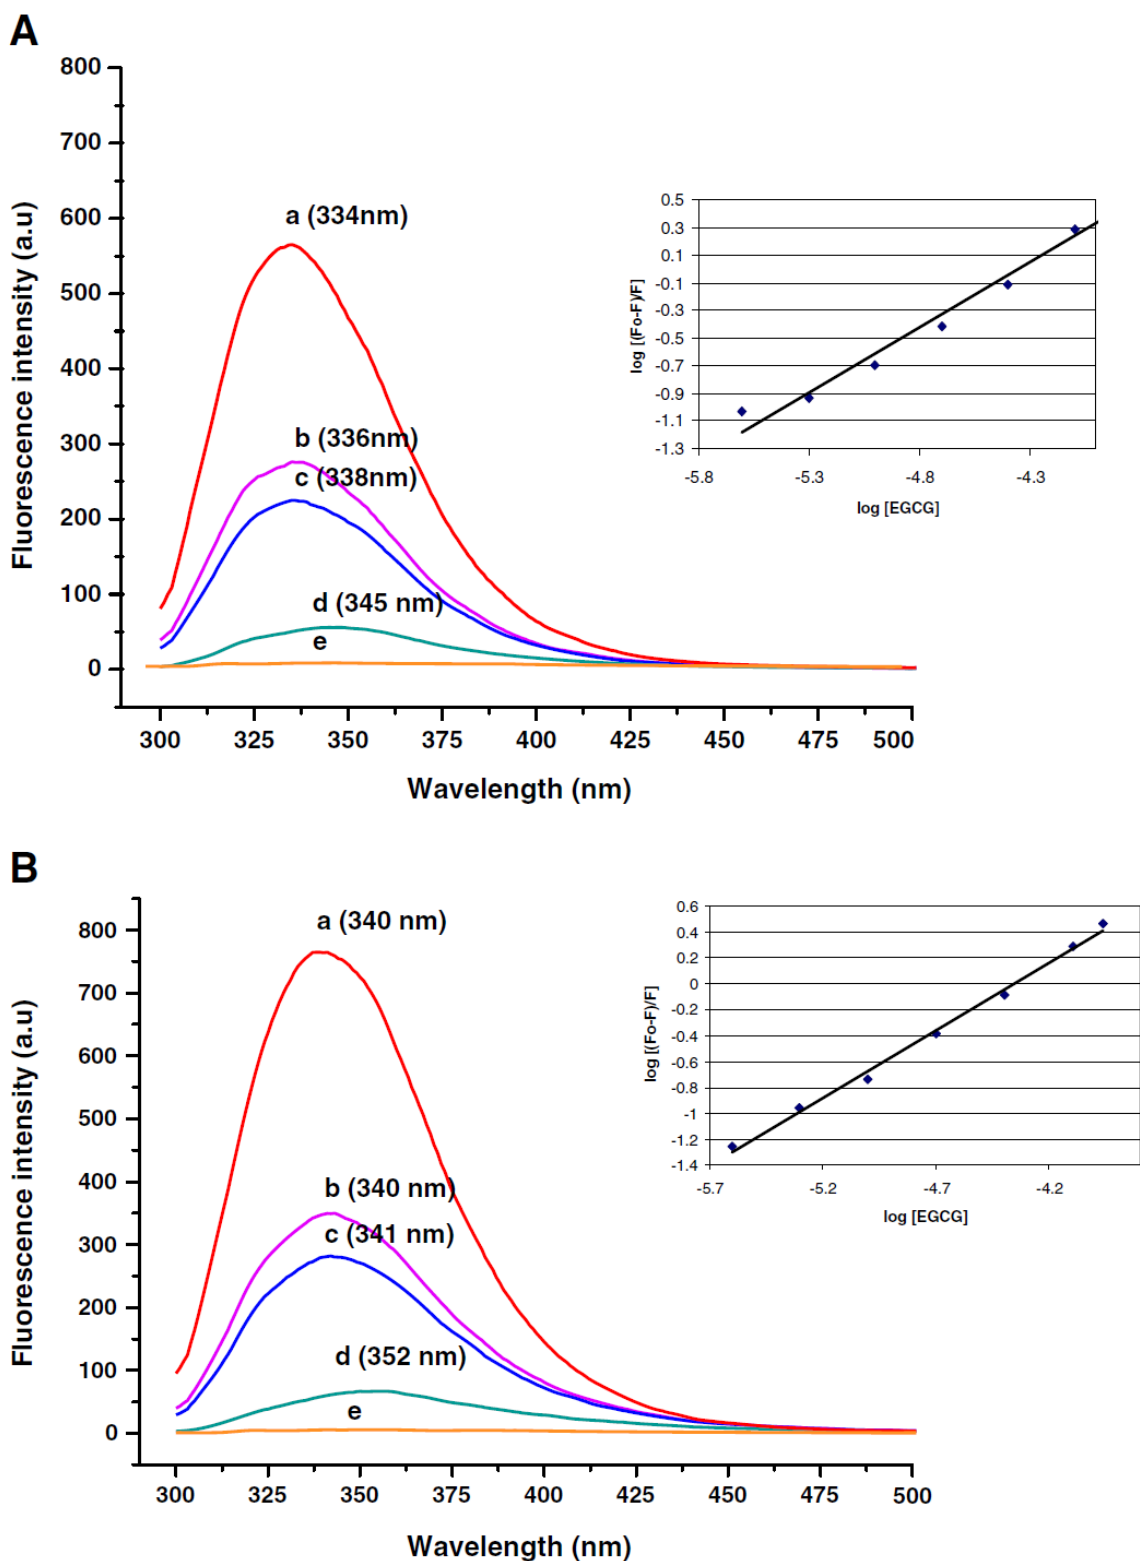 A
800
700
600
500
400
300
200
100
0
Fluorescence intensity (a.u)
a (334nm)
b (336nm)
c (338nm)
d (345 nm)
e
300 325 350 375 400 425 450 475 500
Wavelength (nm)
0.5
0.3
0.1
-0.1
-0.3
-0.5
-0.7
-0.9
-1.1
-1.3
log [(Fo-F)/F]
-5.8 -5.3 -4.8 -4.3
log [EGCG]
B
800
700
600
500
400
300
200
100
0
Fluorescence intensity (a.u)
a (340 nm)
b (340 nm)
c (341 nm)
d (352 nm)
e
300 325 350 375 400 425 450 475 500
Wavelength (nm)
0.6
0.4
0.2
0
-0.2
-0.4
-0.6
-0.8
-1
-1.2
-1.4
log [(Fo-F)/F]
-5.7 -5.2 -4.7 -4.2
log [EGCG]